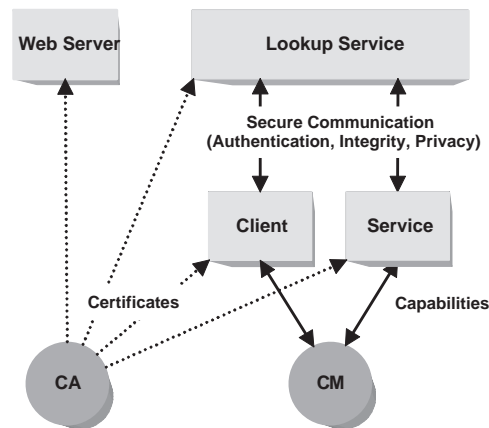 Web Server
Lookup Service
Secure Communication
(Authentication, Integrity, Privacy)
Client
Service
Certificates
Capabilities
CA
CM